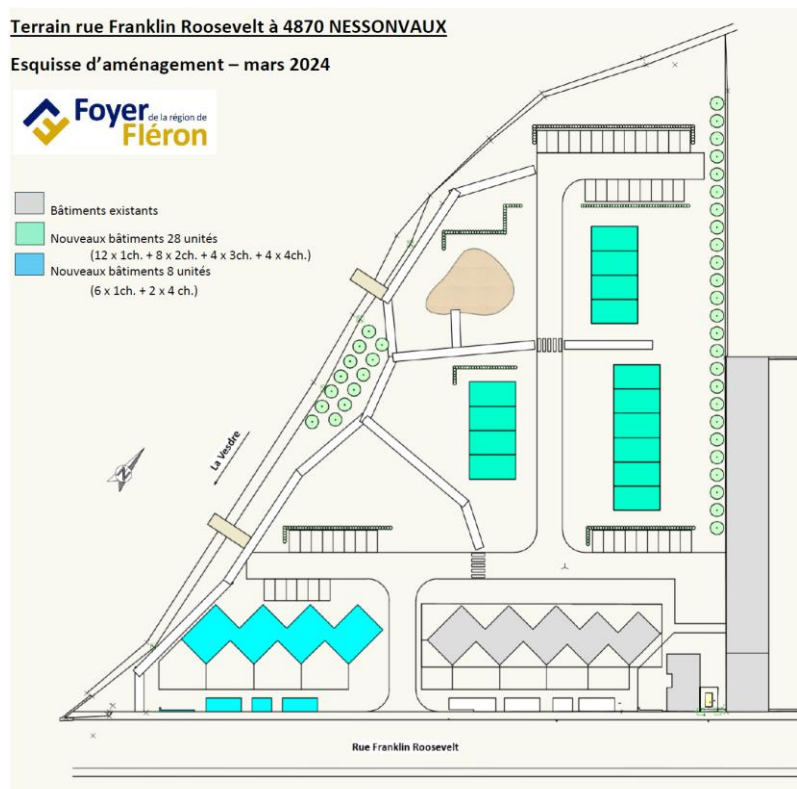 Terrain rue Franklin Roosevelt à 4870 NESSONVAUX
Esquisse d’aménagement – mars 2024
Foyer de la région de
Fléron
Bâtiments existants
Nouveaux bâtiments 28 unités
(12 x 1ch. + 8 x 2ch. + 4 x 3ch. + 4 x 4ch.)
Nouveaux bâtiments 8 unités
(6 x 1ch. + 2 x 4 ch.)
La Vesdre
N
Rue Franklin Roosevelt